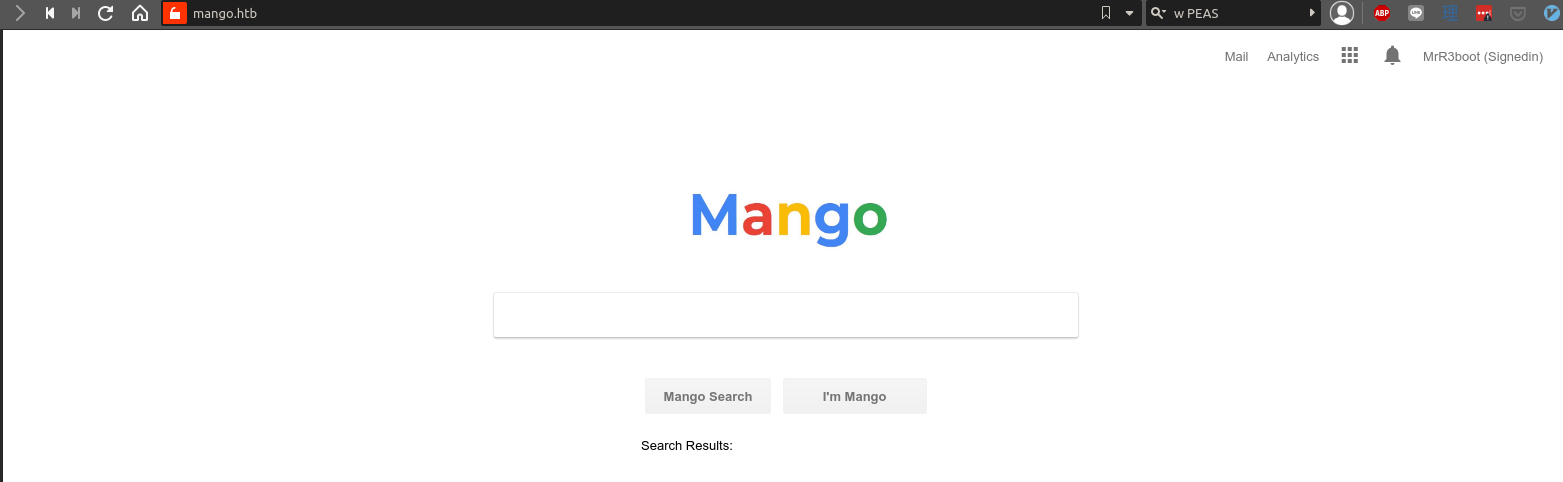 mango.htb
w PEAS
ABP
Mail Analytics MrR3boot (Signedin)
Mango
Mango Search I'm Mango
Search Results: